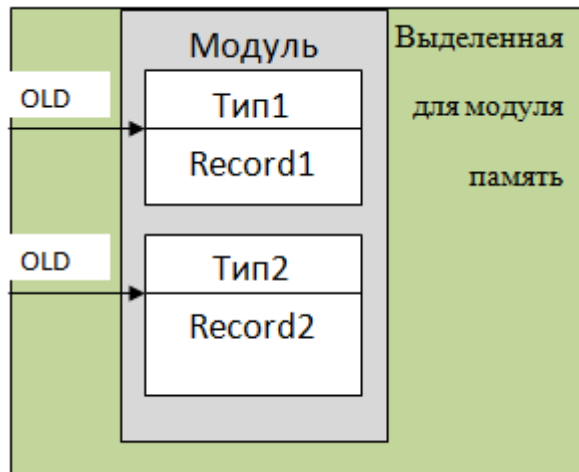 Модуль
Выделенная
для модуля
память
OLD
Тип1
Record1
OLD
Тип2
Record2